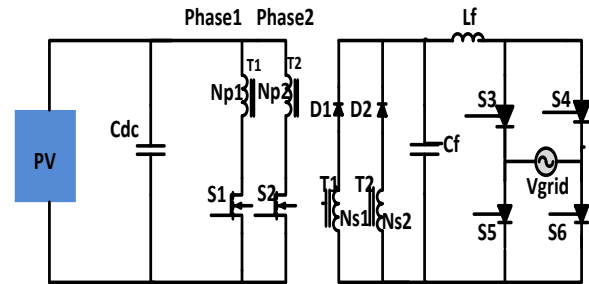 Phase1 Phase2
Lf
T1 T2
Np1 Np2
D1 D2
S3 S4
Cdc
Cf
PV
Vgrid
S1 S2
T1 T2
Ns1 Ns2
S5 S6